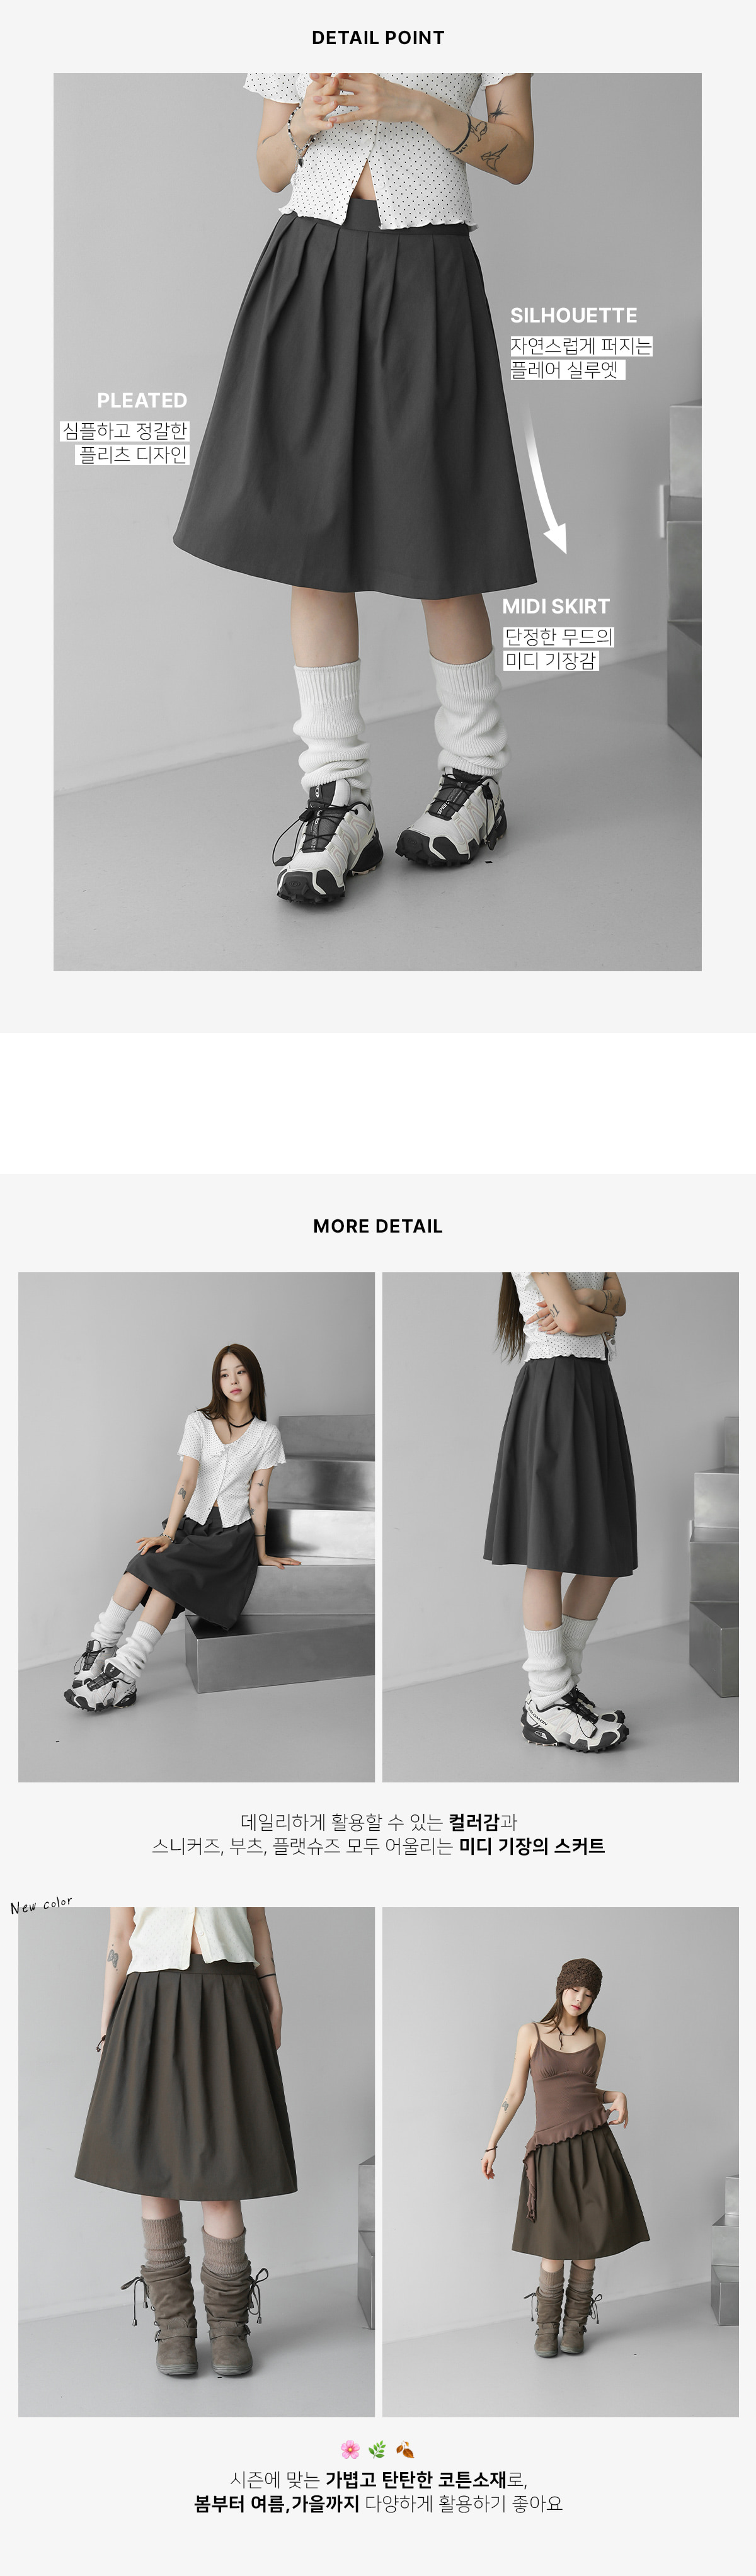 DETAIL POINT
SILHOUETTE
자연스럽게 퍼지는
플레어 실루엣
PLEATED
심플하고 정갈한
플리츠 디자인
MIDI SKIRT
단정한 무드의
미디 기장감
MORE DETAIL
데일리하게 활용할 수 있는 컬러감과
스니커즈, 부츠, 플랫슈즈 모두 어울리는 미디 기장의 스커트
New color
시즌에 맞는 가볍고 탄탄한 코튼소재로,
봄부터 여름,가을까지 다양하게 활용하기 좋아요